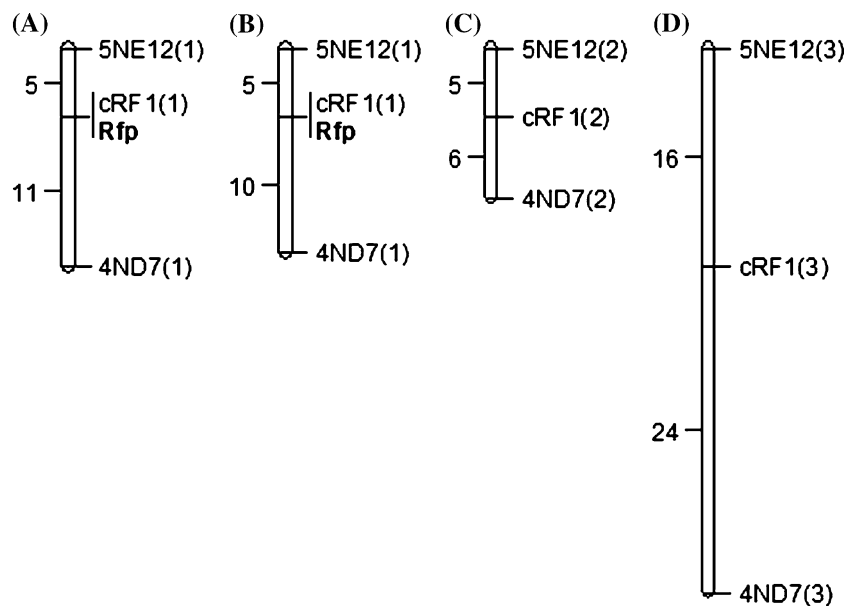 (A)
5NE12(1)
5
cRF1(1)
Rfp
11
4ND7(1)
(B)
5NE12(1)
5
cRF1(1)
Rfp
10
4ND7(1)
(C)
5NE12(2)
5
cRF1(2)
6
4ND7(2)
(D)
5NE12(3)
16
cRF1(3)
24
4ND7(3)